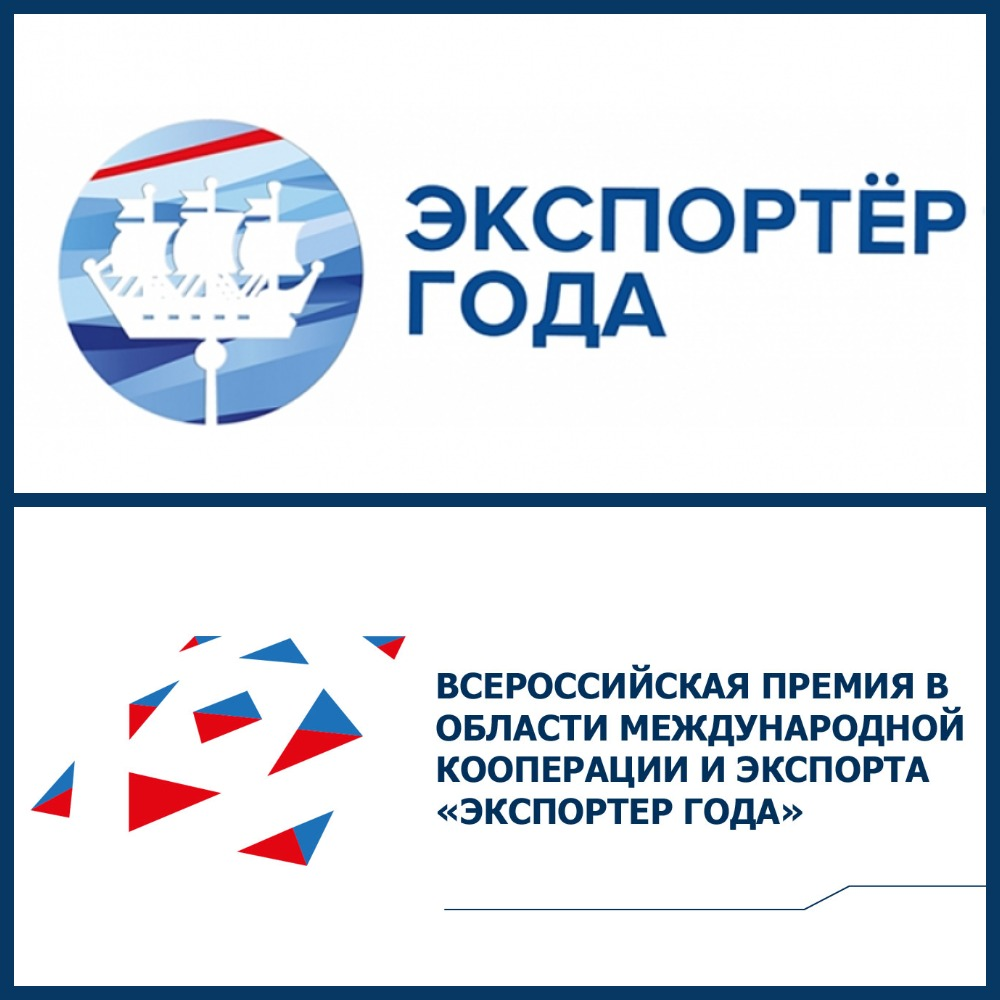 ЭКСПОРТЁР
ГОДА
ВСЕРОССИЙСКАЯ ПРЕМИЯ В
ОБЛАСТИ МЕЖДУНАРОДНОЙ
КООПЕРАЦИИ И ЭКСПОРТА
«ЭКСПОРТЕР ГОДА»